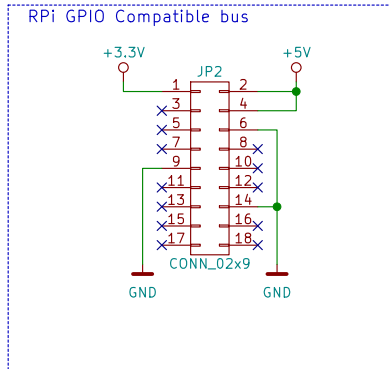 RPi GPIO Compatible bus
+3.3V +5V
JP2
1 2
3 4
5 6
7 8
9 10
11 12
13 14
15 16
17 18
CONN_02x9
GND GND